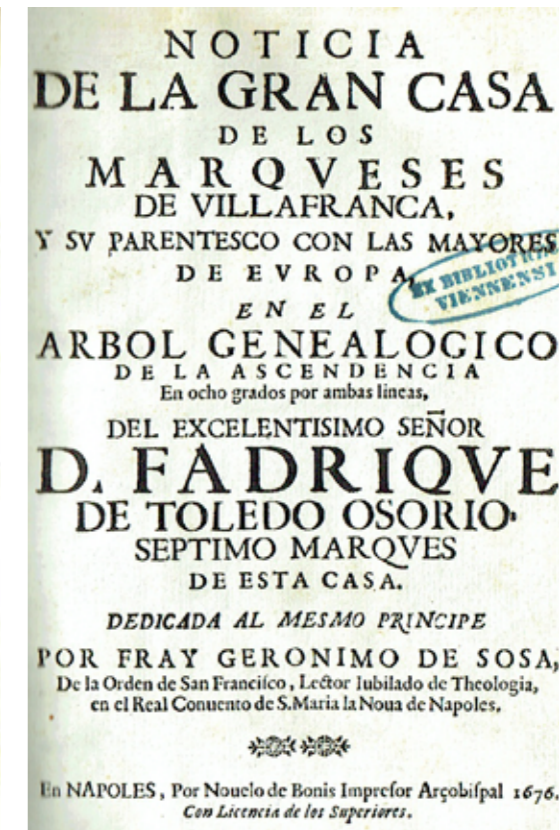 NOTICIA
DE LA GRAN CASA
DE LOS
MARQVESES
DE VILLAFRANCA,
Y SV PARENTESCO CON LAS MAYORES
DE EVROPA,
EX BIBLIOTHECA
VIENNENSI
EN EL
ARBOL GENEALOGICO
DE LA ASCENDENCIA
En ocho grados por ambas lineas,
DEL EXCELENTISIMO SEÑOR
D. FADRIQVE
DE TOLEDO OSORIO
SEPTIMO MARQVES
DE ESTA CASA.
DEDICADA AL MESMO PRINCIPE
POR FRAY GERONIMO DE SOSA,
De la Orden de San Franciſco, Lector Iubilado de Theologia,
en el Real Conuento de S. Maria la Noua de Napoles.
En NAPOLES, Por Nouelo de Bonis Impreſor Arçobiſpal 1676.
Con Licencia de los Superiores.